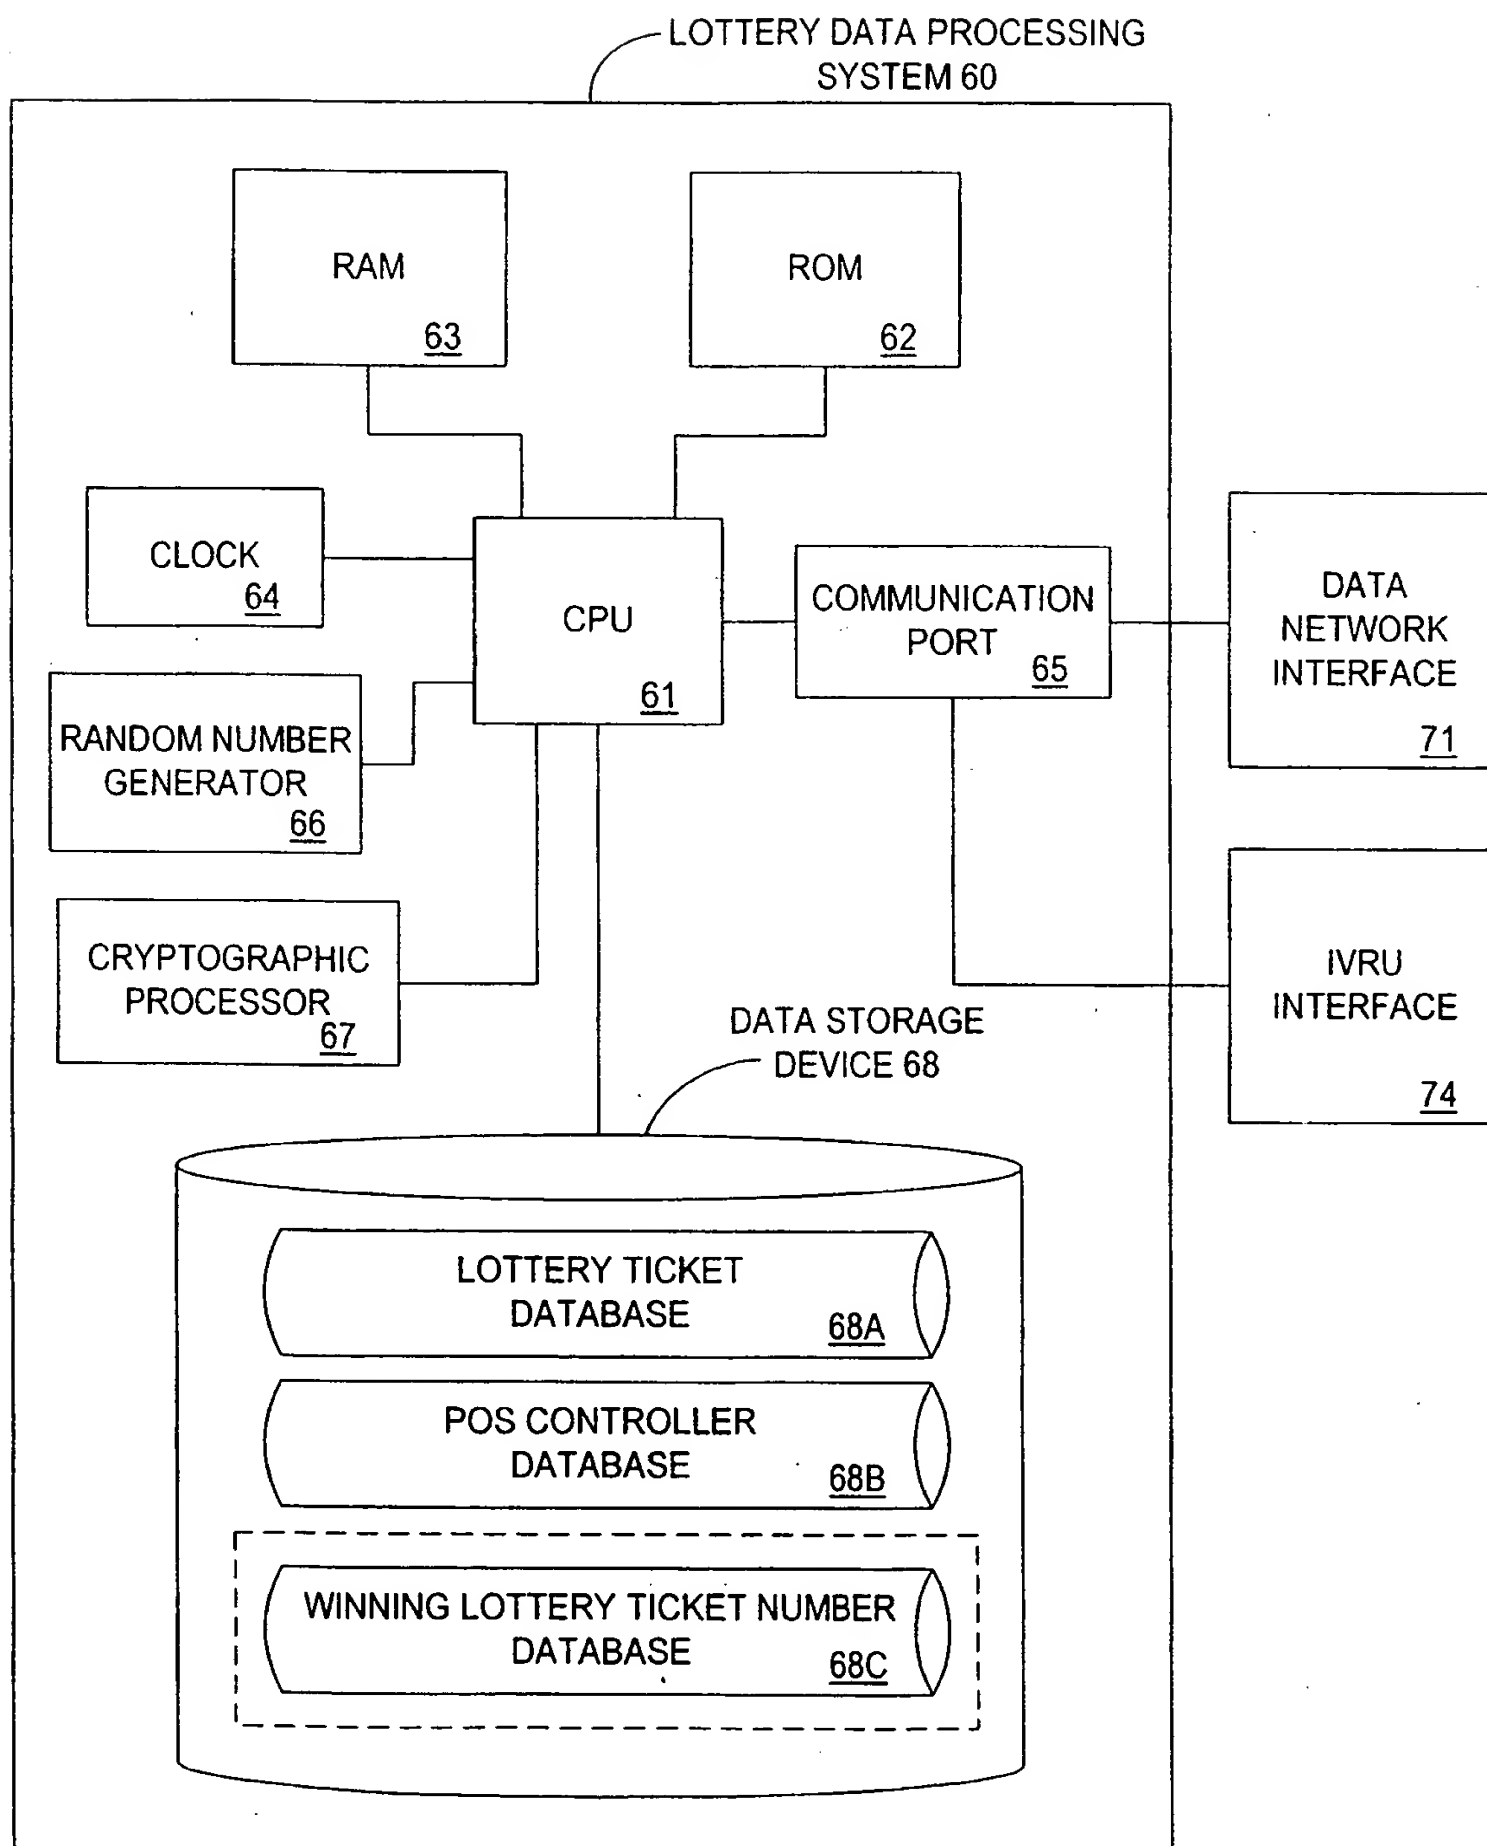 LOTTERY DATA PROCESSING
SYSTEM 60
RAM
63
ROM
62
CLOCK
64
CPU
61
COMMUNICATION
PORT
65
DATA
NETWORK
INTERFACE
71
RANDOM NUMBER
GENERATOR
66
CRYPTOGRAPHIC
PROCESSOR
67
IVRU
INTERFACE
74
DATA STORAGE
DEVICE 68
LOTTERY TICKET
DATABASE
68A
POS CONTROLLER
DATABASE
68B
WINNING LOTTERY TICKET NUMBER
DATABASE
68C